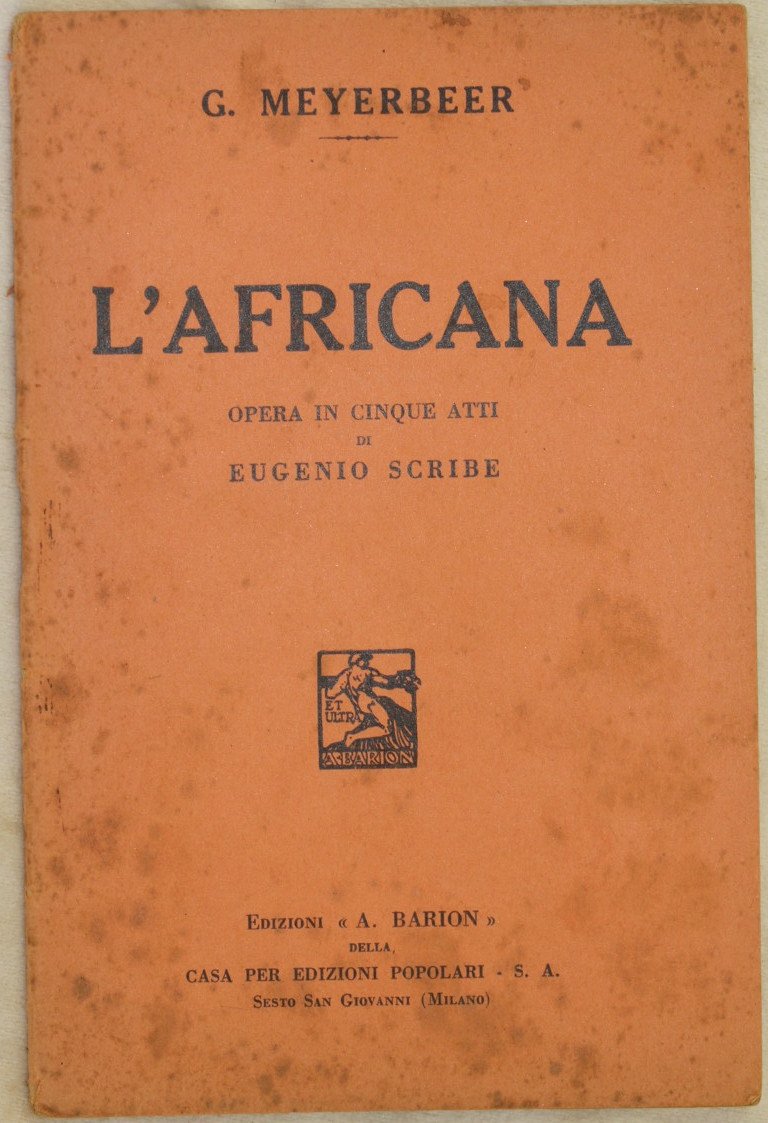 G. MEYERBEER
L'AFRICANA
OPERA IN CINQUE ATTI
DI
EUGENIO SCRIBE
ET
ULTRA
A·BARION
EDIZIONI « A. BARION »
DELLA
CASA PER EDIZIONI POPOLARI - S. A.
SESTO SAN GIOVANNI (MILANO)